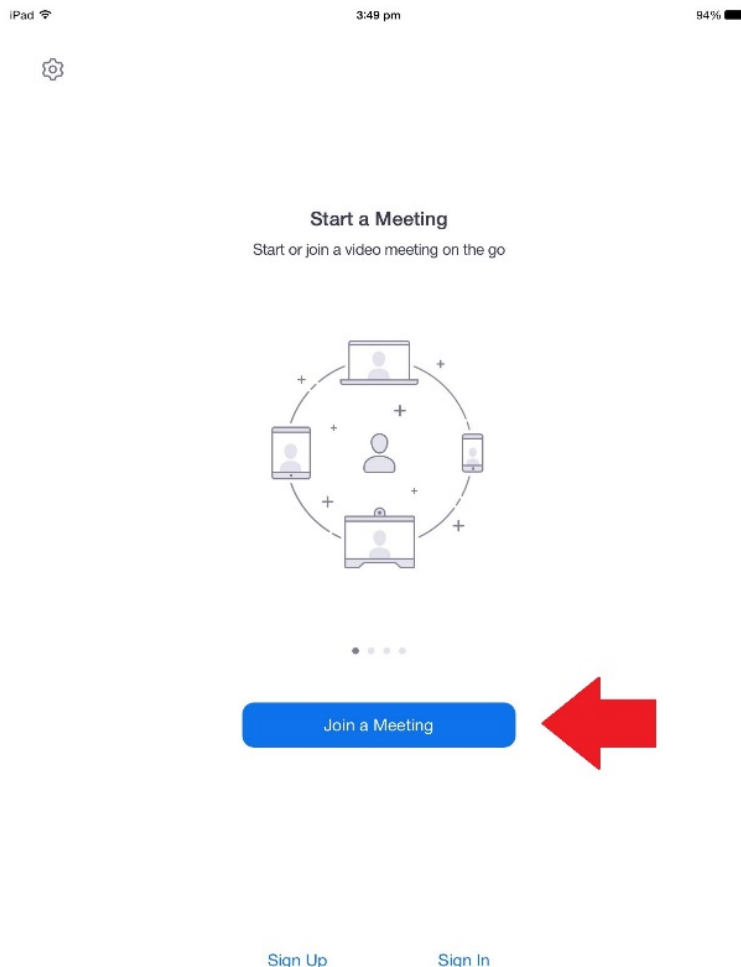 iPad
3:49 pm
94%
Start a Meeting
Start or join a video meeting on the go
Join a Meeting
Sign Up
Sign In